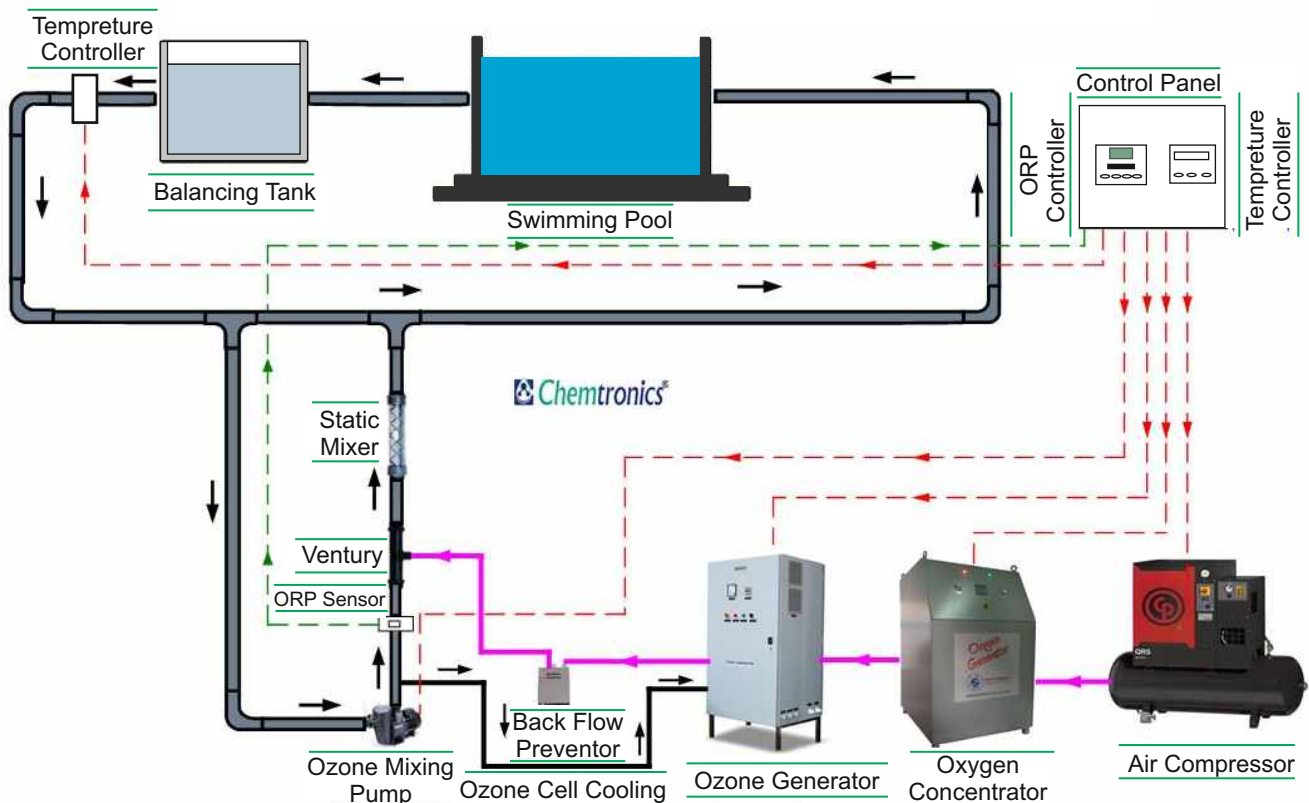 Tempreture
Controller
Balancing Tank
Swimming Pool
ORP
Controller
Control Panel
Tempreture
Controller
Chemtronics®
Static
Mixer
Ventury
ORP Sensor
Ozone Mixing
Pump
Back Flow
Preventor
Ozone Cell Cooling
Ozone Generator
Oxygen
Generator
Oxygen
Concentrator
CP
QRS
Air Compressor